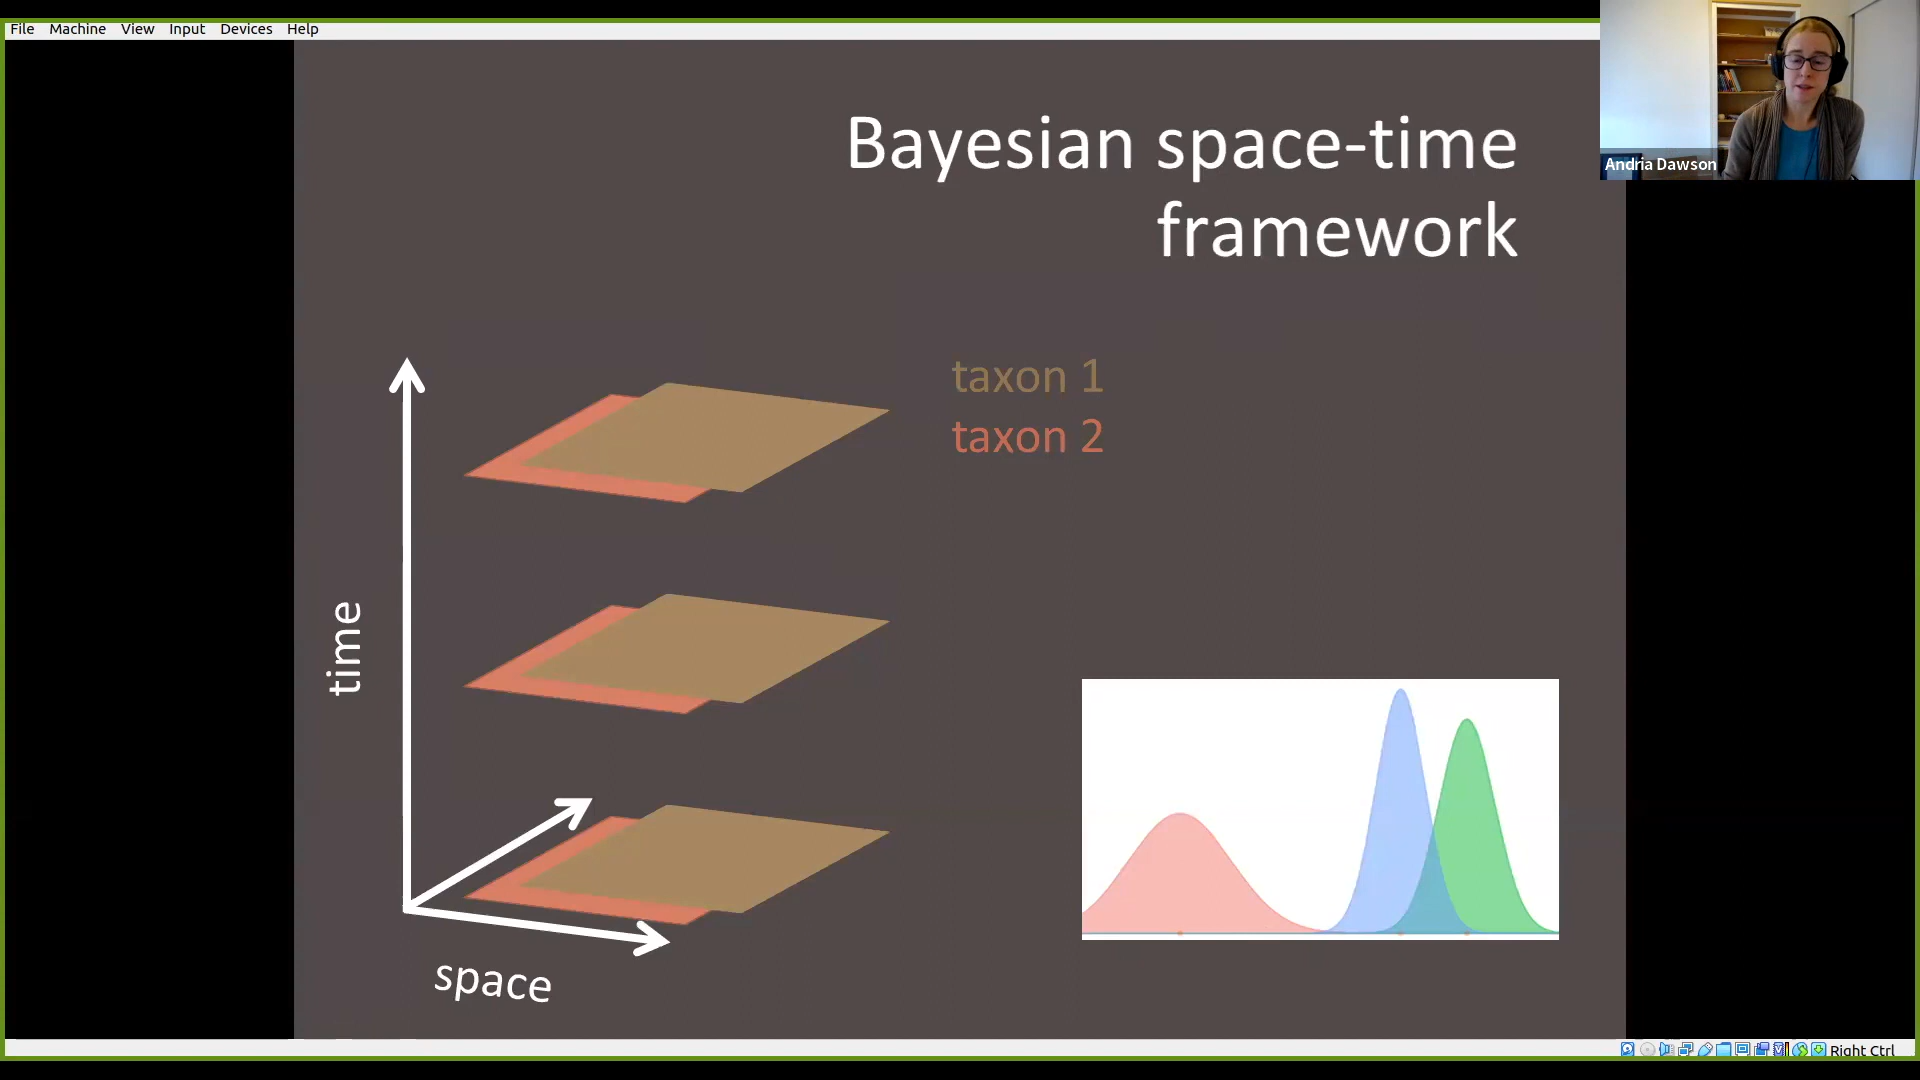 File Machine View Input Devices Help
Andria Dawson
Bayesian space-time
framework
taxon 1
taxon 2
time
space
Right Ctrl